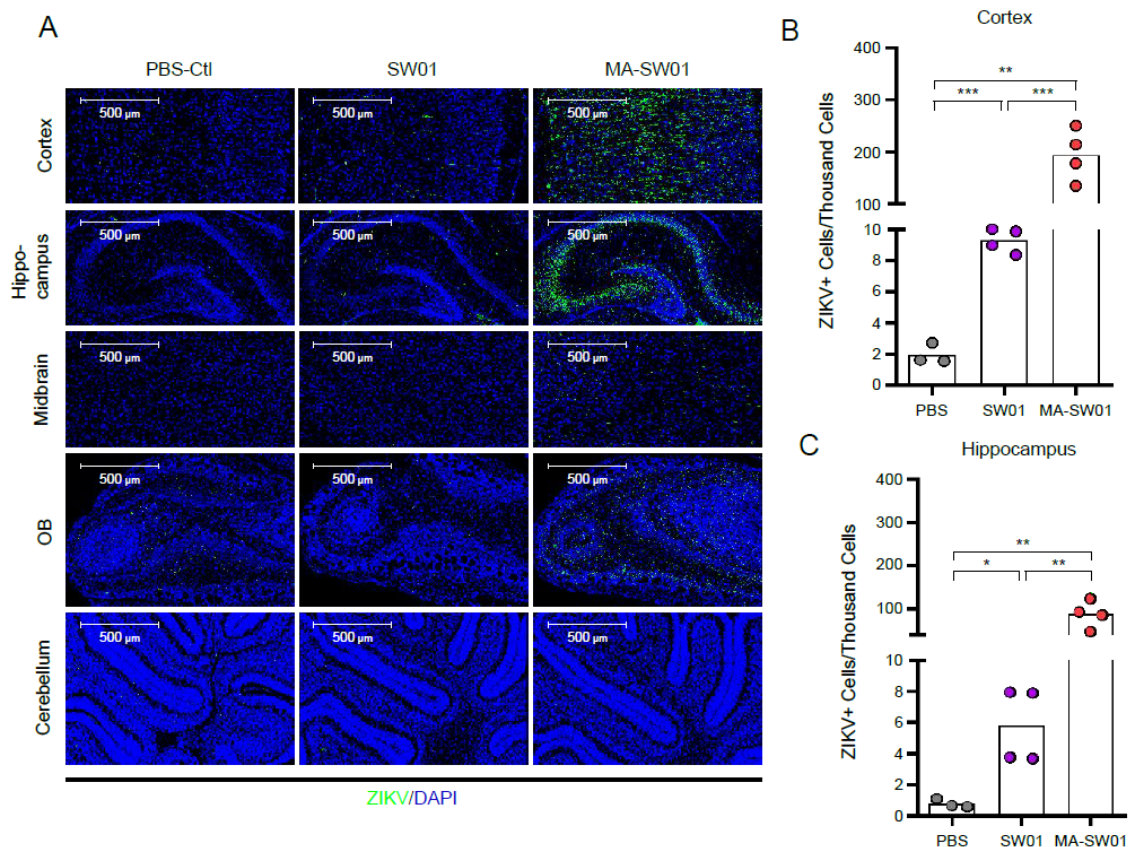 A
PBS-Ctl SW01 MA-SW01
Cortex
500 µm 500 µm 500 µm
Hippo-
campus
500 µm 500 µm 500 µm
Midbrain
500 µm 500 µm 500 µm
OB
500 µm 500 µm 500 µm
Cerebellum
500 µm 500 µm 500 µm
ZIKV/DAPI
B
Cortex
ZIKV+ Cells/Thousand Cells
400
300
200
100
10
8
6
4
2
0
**
*** ***
PBS SW01 MA-SW01
C
Hippocampus
ZIKV+ Cells/Thousand Cells
400
300
200
100
10
8
6
4
2
0
**
* **
PBS SW01 MA-SW01